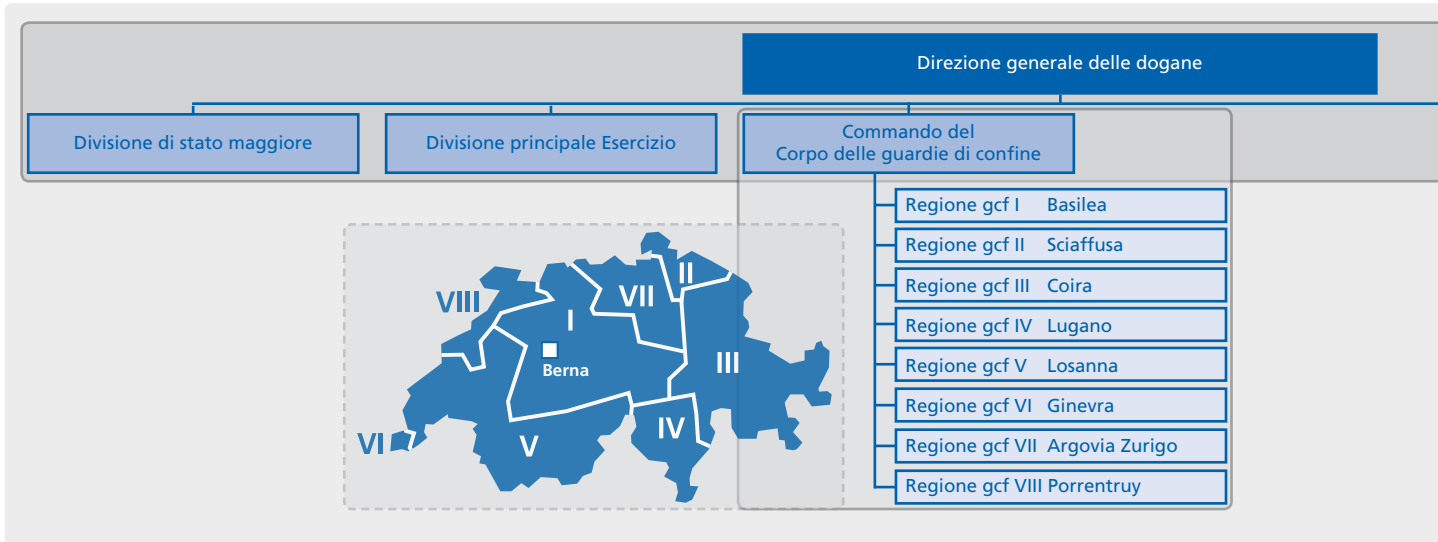 Direzione generale delle dogane
Divisione di stato maggiore
Divisione principale Esercizio
Commando del
Corpo delle guardie di confine
Regione gcf I Basilea
Regione gcf II Sciaffusa
Regione gcf III Coira
Regione gcf IV Lugano
Regione gcf V Losanna
Regione gcf VI Ginevra
Regione gcf VII Argovia Zurigo
Regione gcf VIII Porrentruy
II
VIII
VII
I
III
Berna
IV
VI
V